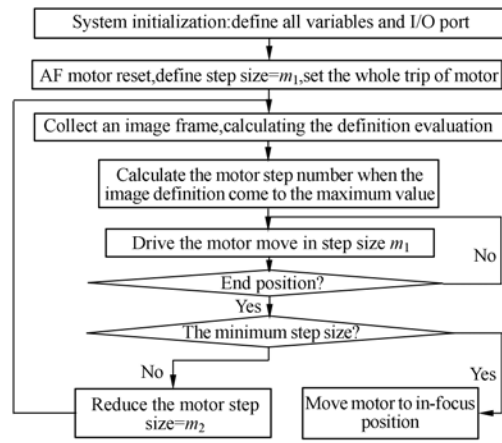 System initialization:define all variables and I/O port
AF motor reset,define step size=m₁,set the whole trip of motor
Collect an image frame,calculating the definition evaluation
Calculate the motor step number when the
image definition come to the maximum value
Drive the motor move in step size m₁
No
End position?
Yes
The minimum step size?
No
Yes
Reduce the motor step
size=m₂
Move motor to in-focus
position